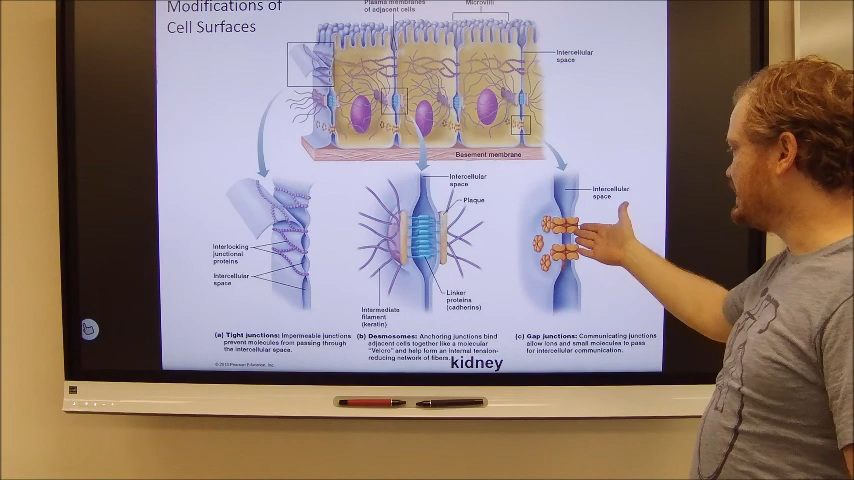 Modifications of
Cell Surfaces
Plasma membranes
of adjacent cells
Microvilli
Intercellular
space
Basement membrane
Intercellular
space
Plaque
Intercellular
space
Interlocking
junctional
proteins
Intercellular
space
Linker
proteins
(cadherins)
Intermediate
filament
(keratin)
(a) Tight junctions: Impermeable junctions
prevent molecules from passing through
the intercellular space.
(b) Desmosomes: Anchoring junctions bind
adjacent cells together like a molecular
"Velcro" and help form an internal tension-
reducing network of fibers.
(c) Gap junctions: Communicating junctions
allow ions and small molecules to pass
for intercellular communication.
kidney
© 2013 Pearson Education, Inc.